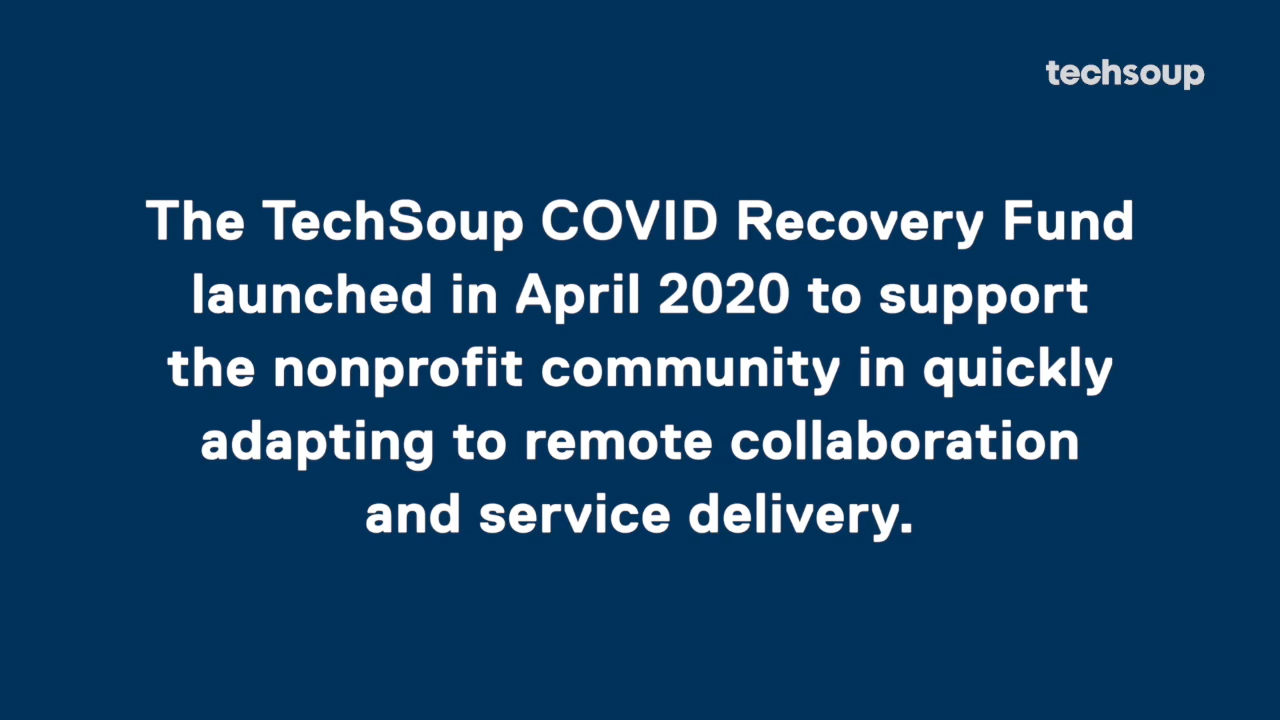 techsoup
The TechSoup COVID Recovery Fund
launched in April 2020 to support
the nonprofit community in quickly
adapting to remote collaboration
and service delivery.